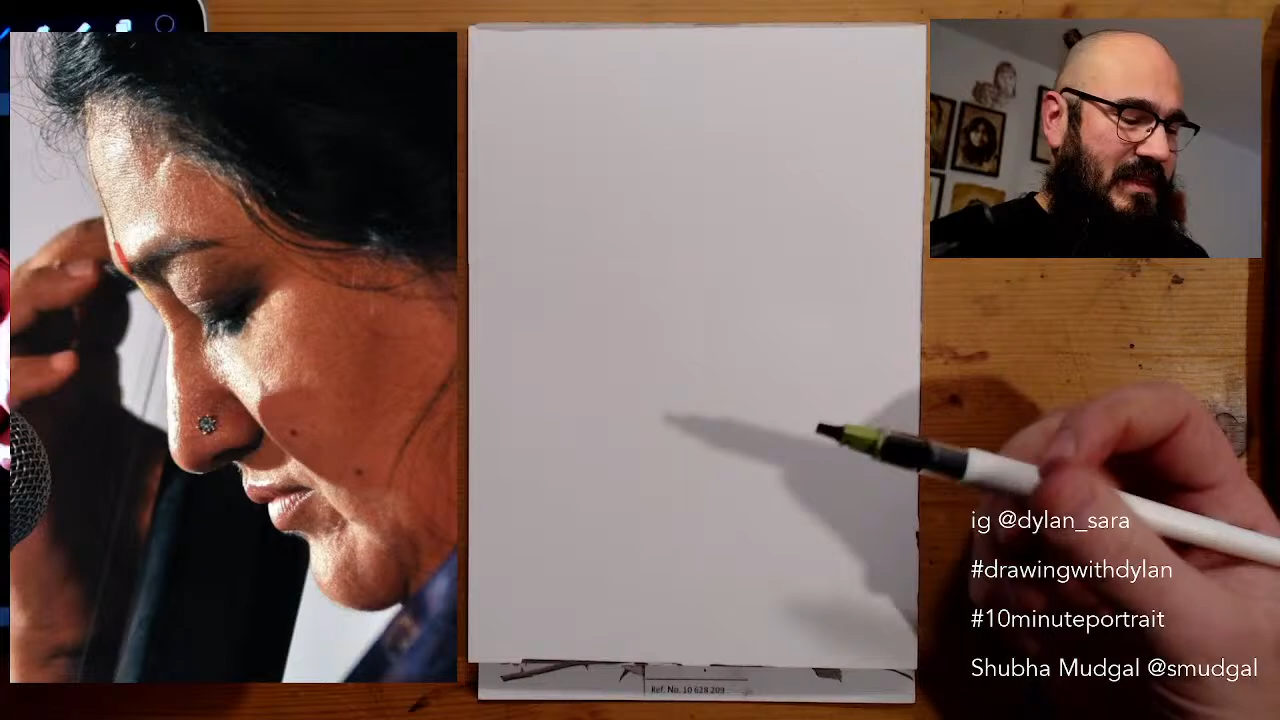 ig @dylan_sara
#drawingwithdylan
#10minuteportrait
Shubha Mudgal @smudgal
Ref. No. 10 628 209